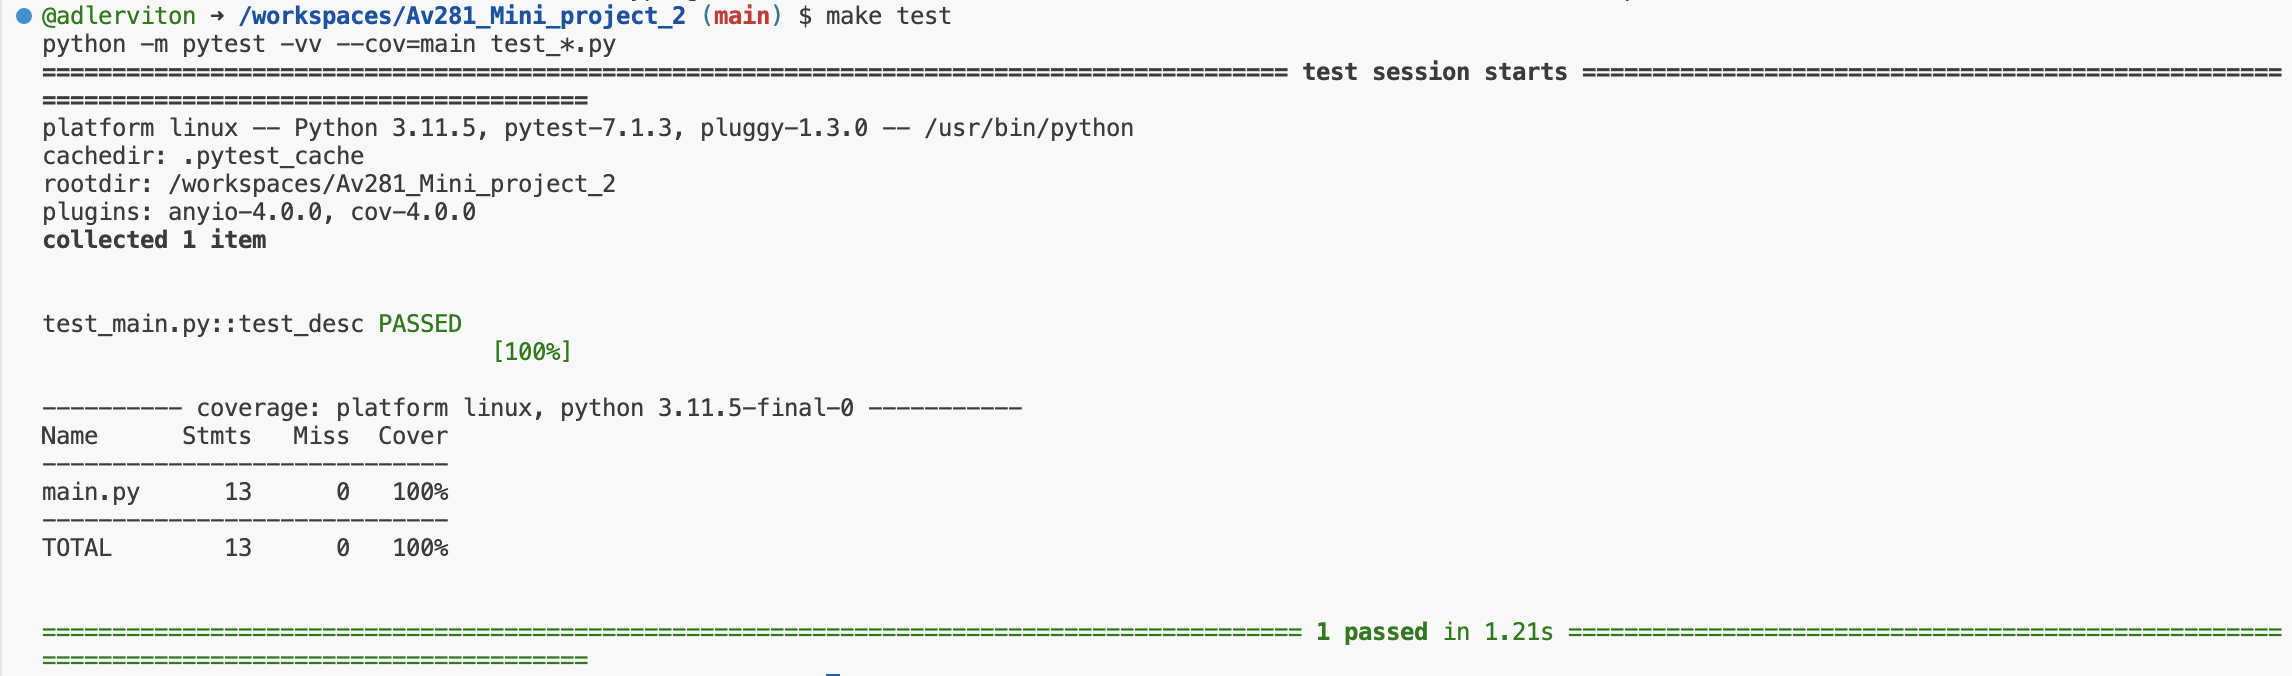 @adlerviton ➜ /workspaces/Av281_Mini_project_2 (main) $ make test
python -m pytest -vv --cov=main test_*.py
========================================================================================= test session starts ==================================================
=======================================
platform linux -- Python 3.11.5, pytest-7.1.3, pluggy-1.3.0 -- /usr/bin/python
cachedir: .pytest_cache
rootdir: /workspaces/Av281_Mini_project_2
plugins: anyio-4.0.0, cov-4.0.0
collected 1 item
test_main.py::test_desc PASSED
[100%]
---------- coverage: platform linux, python 3.11.5-final-0 -----------
Name      Stmts   Miss  Cover
-----------------------------
main.py      13      0   100%
-----------------------------
TOTAL        13      0   100%
========================================================================================== 1 passed in 1.21s ===================================================
=======================================